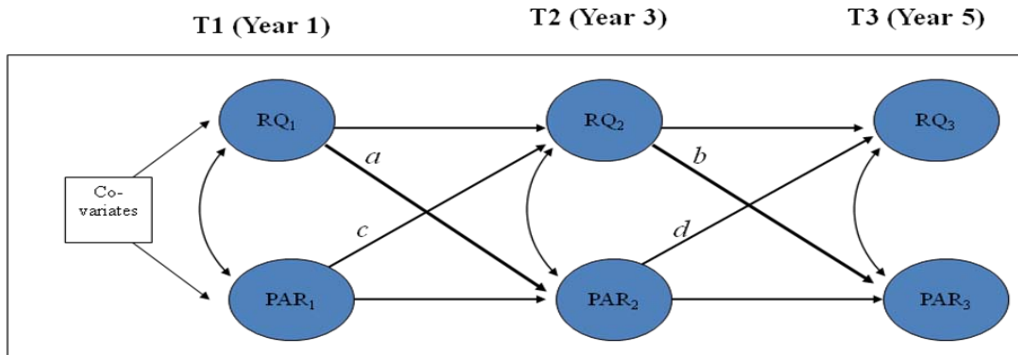 T1 (Year 1)
T2 (Year 3)
T3 (Year 5)
RQ₁
RQ₂
RQ₃
a
b
Co-
variates
c
d
PAR₁
PAR₂
PAR₃